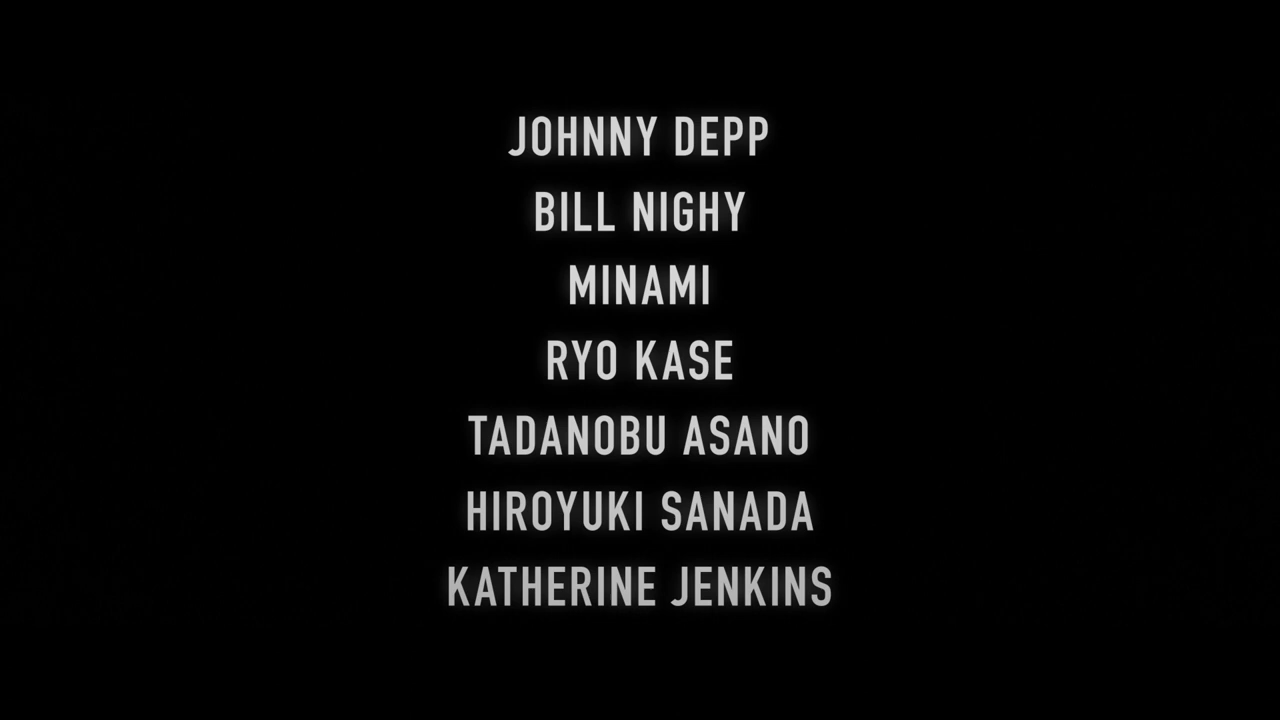 JOHNNY DEPP
BILL NIGHY
MINAMI
RYO KASE
TADANOBU ASANO
HIROYUKI SANADA
KATHERINE JENKINS